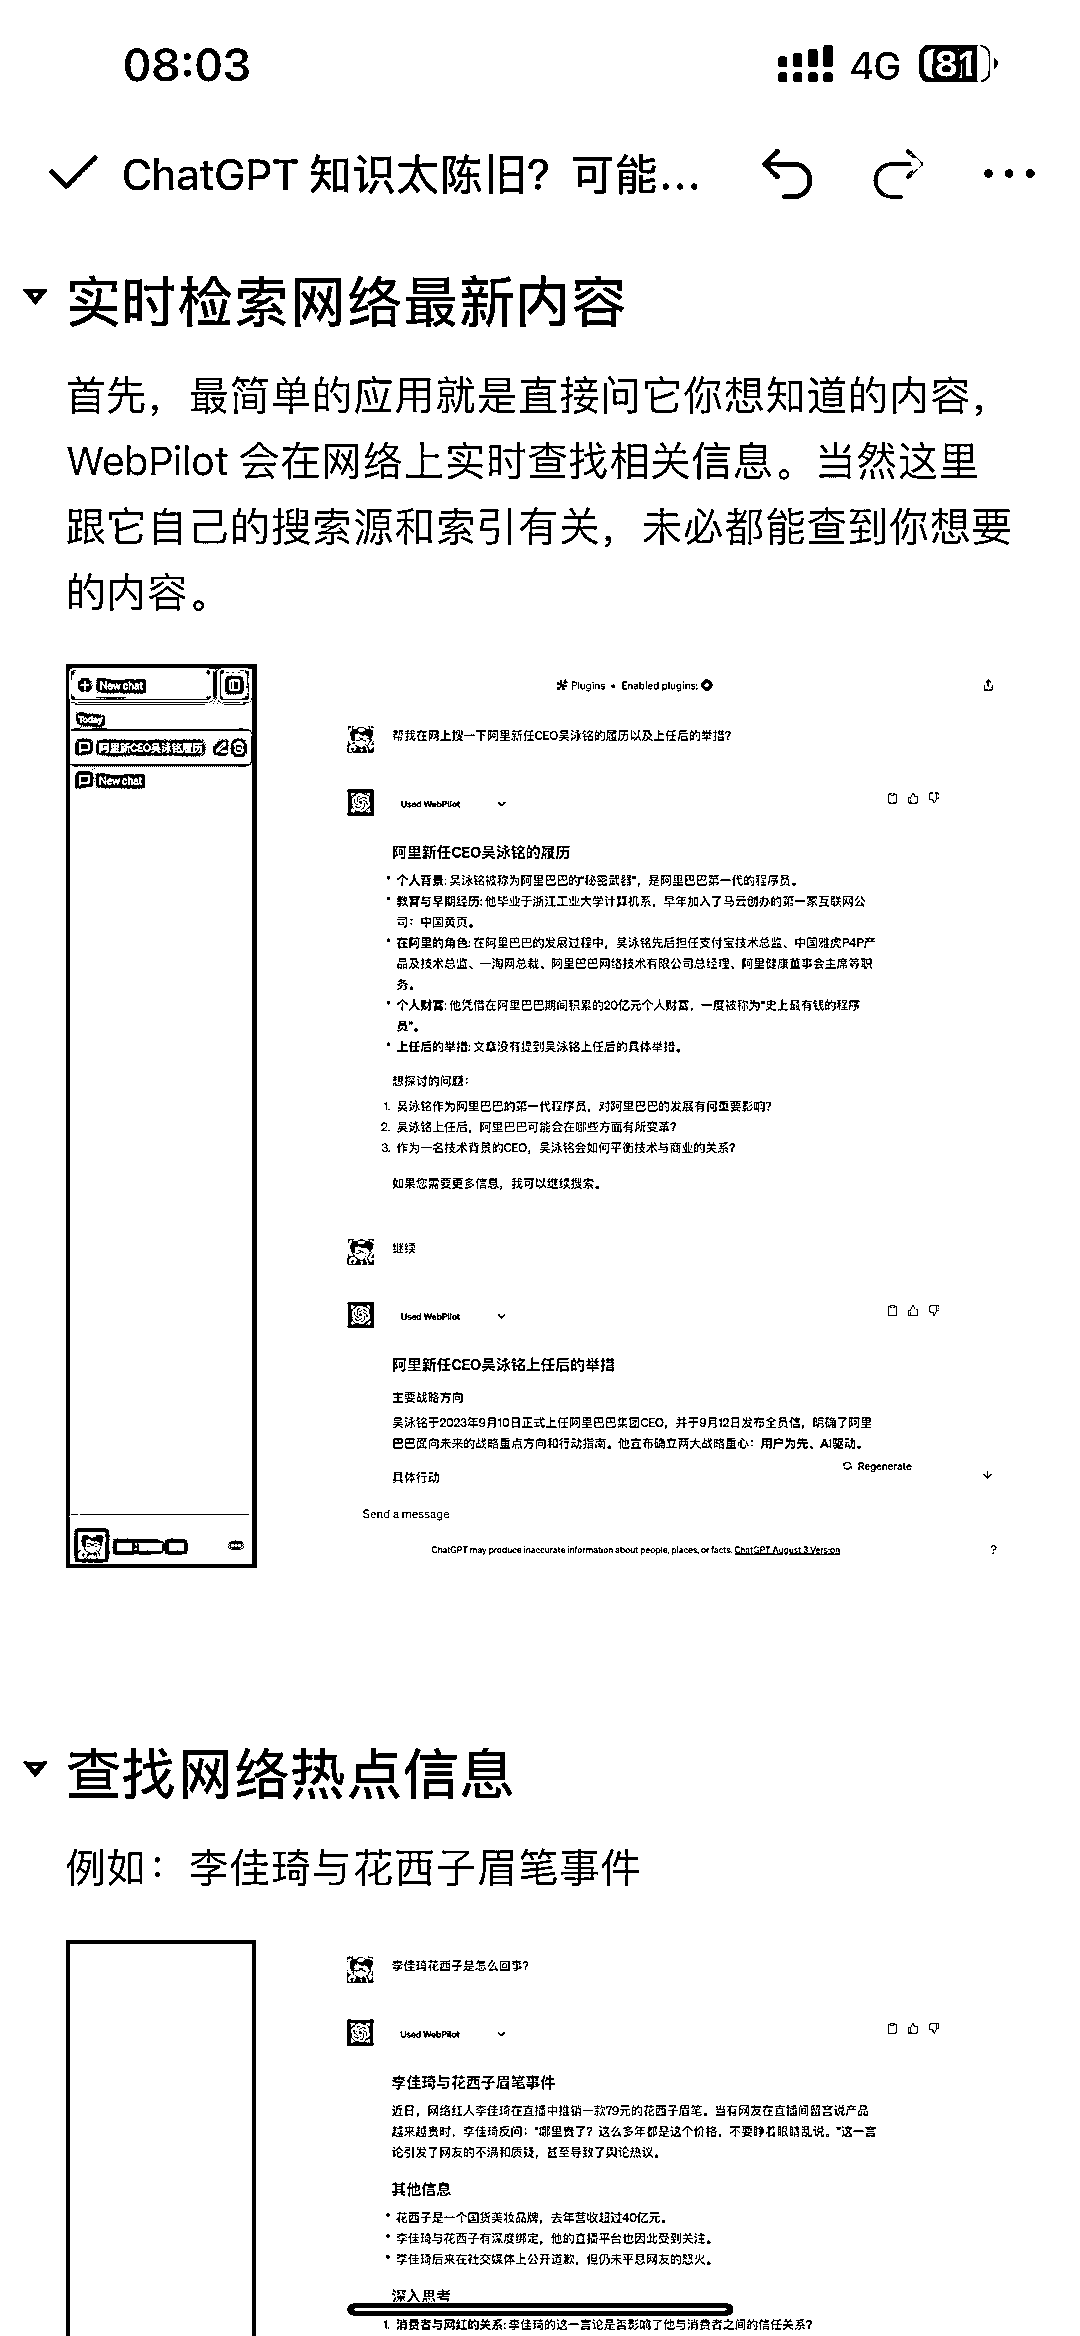 08:03
4G 81
ChatGPT 知识太陈旧？可能...
实时检索网络最新内容
首先，最简单的应用就是直接问它你想知道的内容，
WebPilot 会在网络上实时查找相关信息。当然这里
跟它自己的搜索源和索引有关，未必都能查到你想要
的内容。
New chat
Today
阿里新CEO吴泳铭履历
New chat
Plugins • Enabled plugins:
帮我在网上搜一下阿里新任CEO吴泳铭的履历以及上任后的举措？
Used WebPilot
阿里新任CEO吴泳铭的履历
• 个人背景: 吴泳铭被称为阿里巴巴的"秘密武器"，是阿里巴巴第一代的程序员。
• 教育与早期经历: 他毕业于浙江工业大学计算机系，早年加入了马云创办的第一家互联网公
司：中国黄页。
• 在阿里的角色: 在阿里巴巴的发展过程中，吴泳铭先后担任支付宝技术总监、中国雅虎P4P产
品及技术总监、一淘网总裁、阿里巴巴网络技术有限公司总经理、阿里健康董事会主席等职
务。
• 个人财富: 他凭借在阿里巴巴期间积累的20亿元个人财富，一度被称为"史上最有钱的程序
员"。
• 上任后的举措: 文章没有提到吴泳铭上任后的具体举措。
想探讨的问题：
1. 吴泳铭作为阿里巴巴的第一代程序员，对阿里巴巴的发展有何重要影响？
2. 吴泳铭上任后，阿里巴巴可能会在哪些方面有所变革？
3. 作为一名技术背景的CEO，吴泳铭会如何平衡技术与商业的关系？
如果您需要更多信息，我可以继续搜索。
继续
Used WebPilot
阿里新任CEO吴泳铭上任后的举措
主要战略方向
吴泳铭于2023年9月10日正式上任阿里巴巴集团CEO，并于9月12日发布全员信，明确了阿里
巴巴面向未来的战略重点方向和行动指南。他宣布确立两大战略重心：用户为先、AI驱动。
Regenerate
具体行动
Send a message
ChatGPT may produce inaccurate information about people, places, or facts. ChatGPT August 3 Version
?
查找网络热点信息
例如：李佳琦与花西子眉笔事件
李佳琦花西子是怎么回事？
Used WebPilot
李佳琦与花西子眉笔事件
近日，网络红人李佳琦在直播中推销一款79元的花西子眉笔。当有网友在直播间留言说产品
越来越贵时，李佳琦反问："哪里贵了？这么多年都是这个价格，不要睁着眼睛乱说。"这一言
论引发了网友的不满和质疑，甚至导致了舆论热议。
其他信息
• 花西子是一个国货美妆品牌，去年营收超过40亿元。
• 李佳琦与花西子有深度绑定，他的直播平台也因此受到关注。
• 李佳琦后来在社交媒体上公开道歉，但仍未平息网友的怒火。
深入思考
1. 消费者与网红的关系: 李佳琦的这一言论是否影响了他与消费者之间的信任关系？